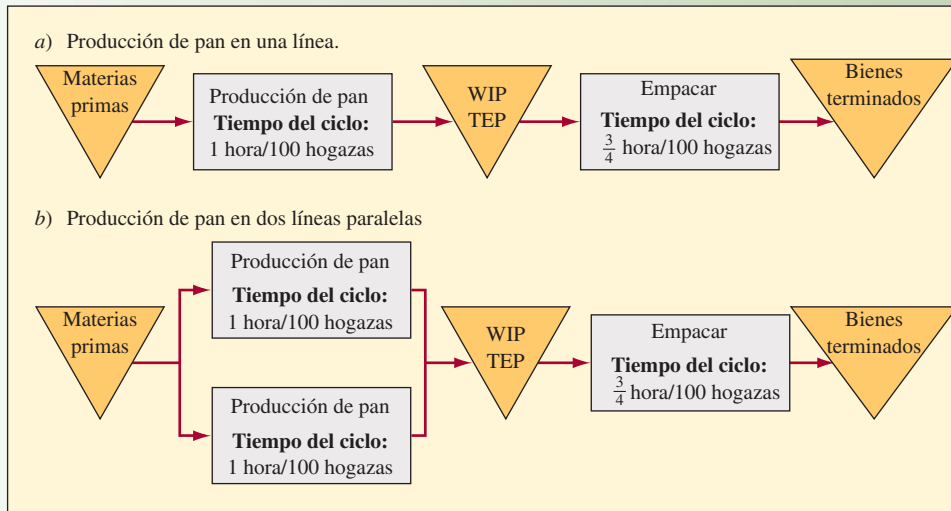 a) Producción de pan en una línea.
Materias
primas
Producción de pan
Tiempo del ciclo:
1 hora/100 hogazas
WIP
TEP
Empacar
Tiempo del ciclo:
3/4 hora/100 hogazas
Bienes
terminados
b) Producción de pan en dos líneas paralelas
Materias
primas
Producción de pan
Tiempo del ciclo:
1 hora/100 hogazas
Producción de pan
Tiempo del ciclo:
1 hora/100 hogazas
WIP
TEP
Empacar
Tiempo del ciclo:
3/4 hora/100 hogazas
Bienes
terminados